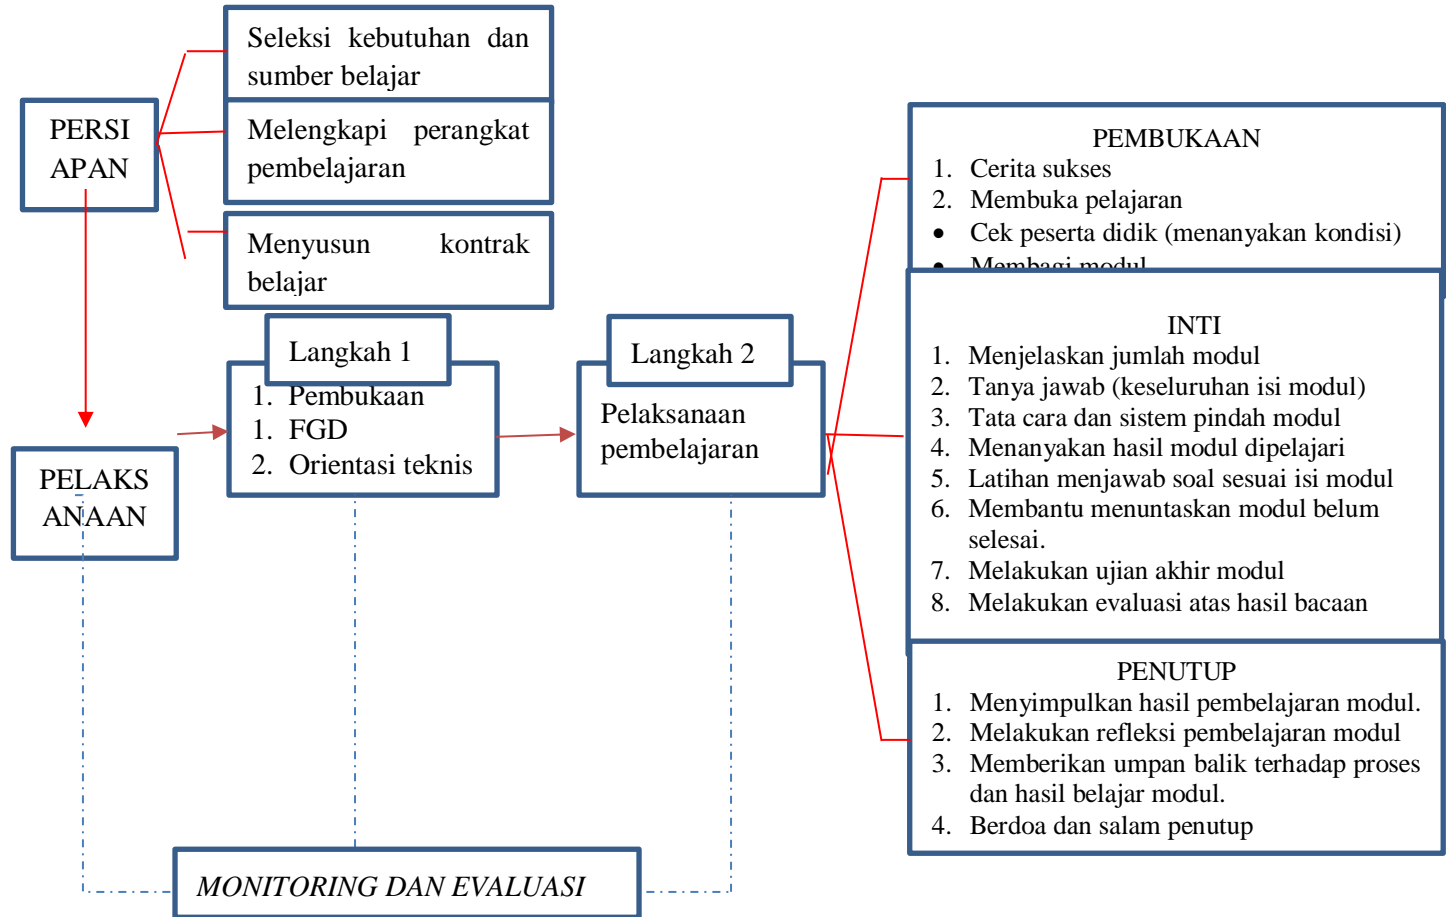 Seleksi kebutuhan dan
sumber belajar
PERSI
APAN
Melengkapi perangkat
pembelajaran
Menyusun kontrak
belajar
PELAKS
ANAAN
Langkah 1
1. Pembukaan
1. FGD
2. Orientasi teknis
Langkah 2
Pelaksanaan
pembelajaran
PEMBUKAAN
1. Cerita sukses
2. Membuka pelajaran
• Cek peserta didik (menanyakan kondisi)
• Membagi modul
INTI
1. Menjelaskan jumlah modul
2. Tanya jawab (keseluruhan isi modul)
3. Tata cara dan sistem pindah modul
4. Menanyakan hasil modul dipelajari
5. Latihan menjawab soal sesuai isi modul
6. Membantu menuntaskan modul belum
selesai.
7. Melakukan ujian akhir modul
8. Melakukan evaluasi atas hasil bacaan
PENUTUP
1. Menyimpulkan hasil pembelajaran modul.
2. Melakukan refleksi pembelajaran modul
3. Memberikan umpan balik terhadap proses
dan hasil belajar modul.
4. Berdoa dan salam penutup
MONITORING DAN EVALUASI